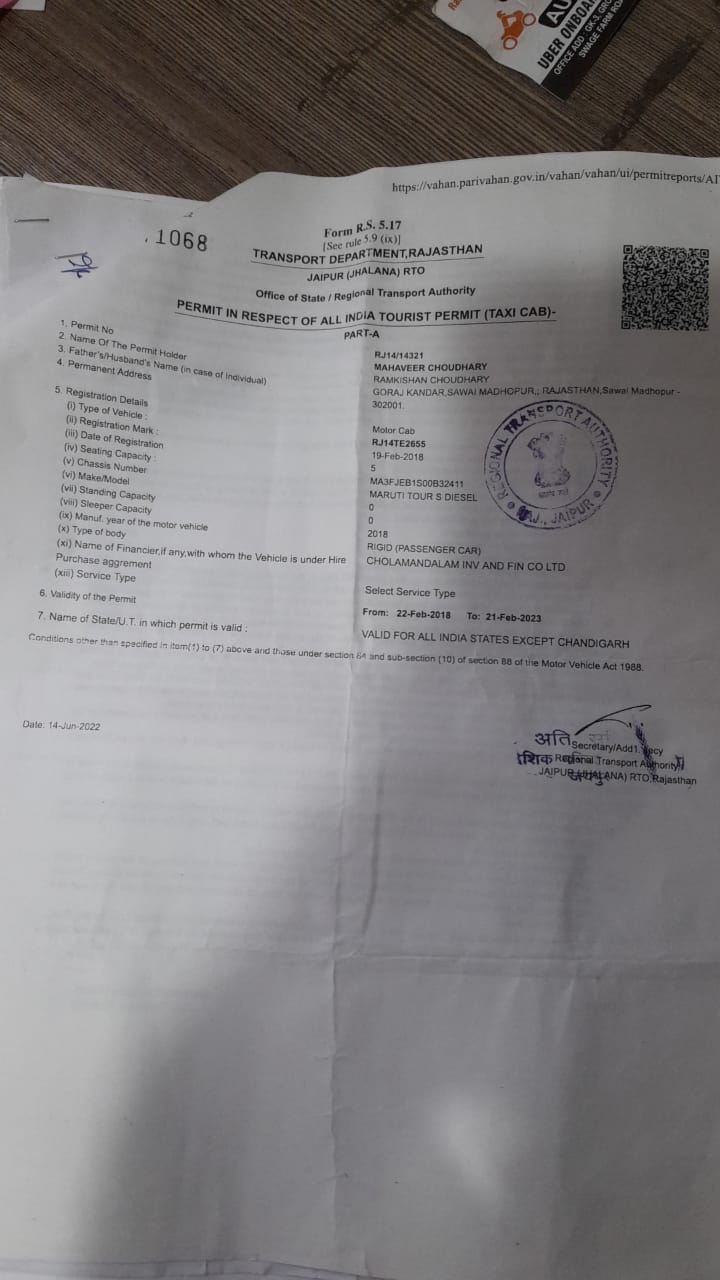 UBER ONBOA
OFFICE ADD : GK-3, GRO
SWAGE FARM RO
https://vahan.parivahan.gov.in/vahan/vahan/ui/permitreports/AI
1068
Form R.S. 5.17
[See rule 5.9 (ix)]
TRANSPORT DEPARTMENT,RAJASTHAN
JAIPUR (JHALANA) RTO
Office of State / Regional Transport Authority
PERMIT IN RESPECT OF ALL INDIA TOURIST PERMIT (TAXI CAB)-
PART-A
1. Permit No RJ14/14321
2. Name Of The Permit Holder MAHAVEER CHOUDHARY
3. Father's/Husband's Name (in case of Individual) RAMKISHAN CHOUDHARY
4. Permanent Address GORAJ KANDAR,SAWAI MADHOPUR,; RAJASTHAN,Sawai Madhopur -
302001.
5. Registration Details
(i) Type of Vehicle : Motor Cab
(ii) Registration Mark : RJ14TE2655
(iii) Date of Registration 19-Feb-2018
(iv) Seating Capacity : 5
(v) Chassis Number MA3FJEB1S00B32411
(vi) Make/Model MARUTI TOUR S DIESEL
(vii) Standing Capacity 0
(viii) Sleeper Capacity 0
(ix) Manuf. year of the motor vehicle 2018
(x) Type of body RIGID (PASSENGER CAR)
(xi) Name of Financier,if any,with whom the Vehicle is under Hire CHOLAMANDALAM INV AND FIN CO LTD
Purchase aggrement
(xiii) Service Type Select Service Type
6. Validity of the Permit From: 22-Feb-2018 To: 21-Feb-2023
7. Name of State/U.T. in which permit is valid : VALID FOR ALL INDIA STATES EXCEPT CHANDIGARH
Conditions other than specified in item(1) to (7) above and those under section 84 and sub-section (10) of section 88 of the Motor Vehicle Act 1988.
REGIONAL TRANSPORT AUTHORITY
RAJ., JAIPUR
Date: 14-Jun-2022
अति
Secretary/Add1.
Regional Transport Authority
JAIPUR (JHALANA) RTO,Rajasthan